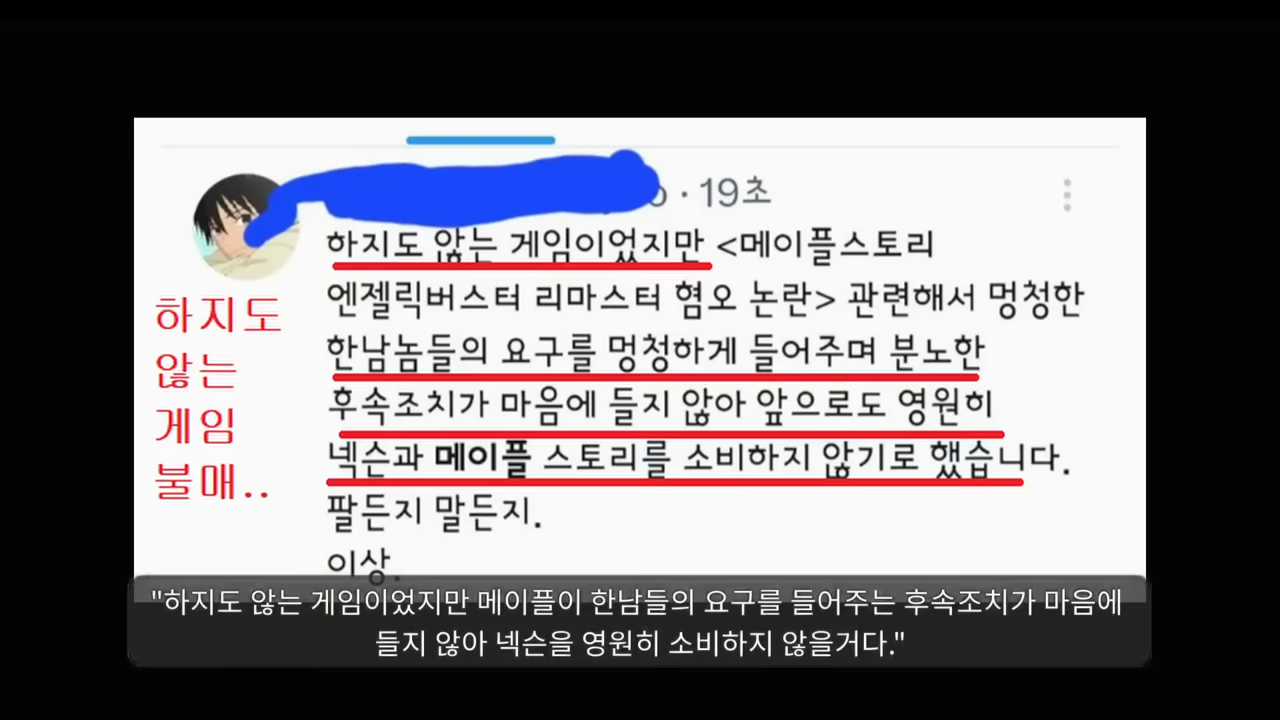 · 19초
하지도 않는 게임이었지만 <메이플스토리
엔젤릭버스터 리마스터 혐오 논란> 관련해서 멍청한
한남놈들의 요구를 멍청하게 들어주며 분노한
후속조치가 마음에 들지 않아 앞으로도 영원히
넥슨과 메이플 스토리를 소비하지 않기로 했습니다.
팔든지 말든지.
이상.
하지도
않는
게임
불매..
"하지도 않는 게임이었지만 메이플이 한남들의 요구를 들어주는 후속조치가 마음에
들지 않아 넥슨을 영원히 소비하지 않을거다."